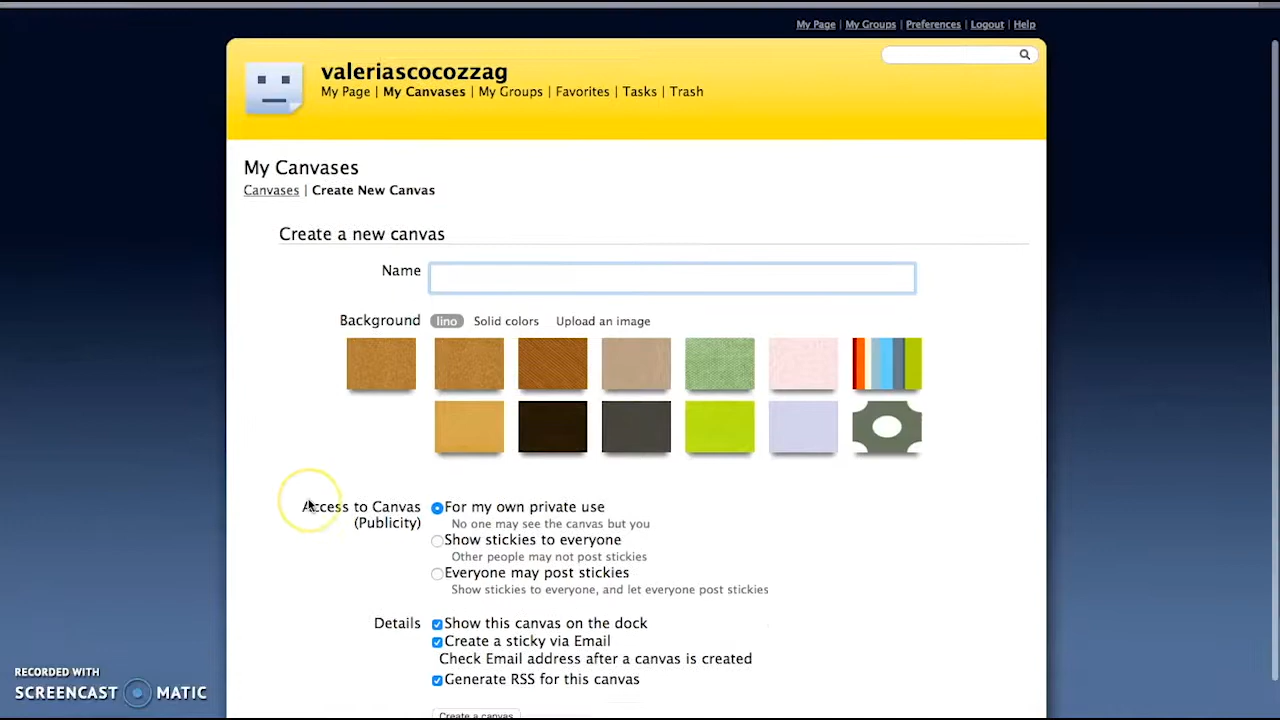 My Page | My Groups | Preferences | Logout | Help
valeriascocozzag
My Page | My Canvases | My Groups | Favorites | Tasks | Trash
My Canvases
Canvases | Create New Canvas
Create a new canvas
Name
Background lino Solid colors Upload an image
Access to Canvas
(Publicity)
For my own private use
No one may see the canvas but you
Show stickies to everyone
Other people may not post stickies
Everyone may post stickies
Show stickies to everyone, and let everyone post stickies
Details
Show this canvas on the dock
Create a sticky via Email
Check Email address after a canvas is created
Generate RSS for this canvas
Create a canvas
RECORDED WITH
SCREENCAST MATIC